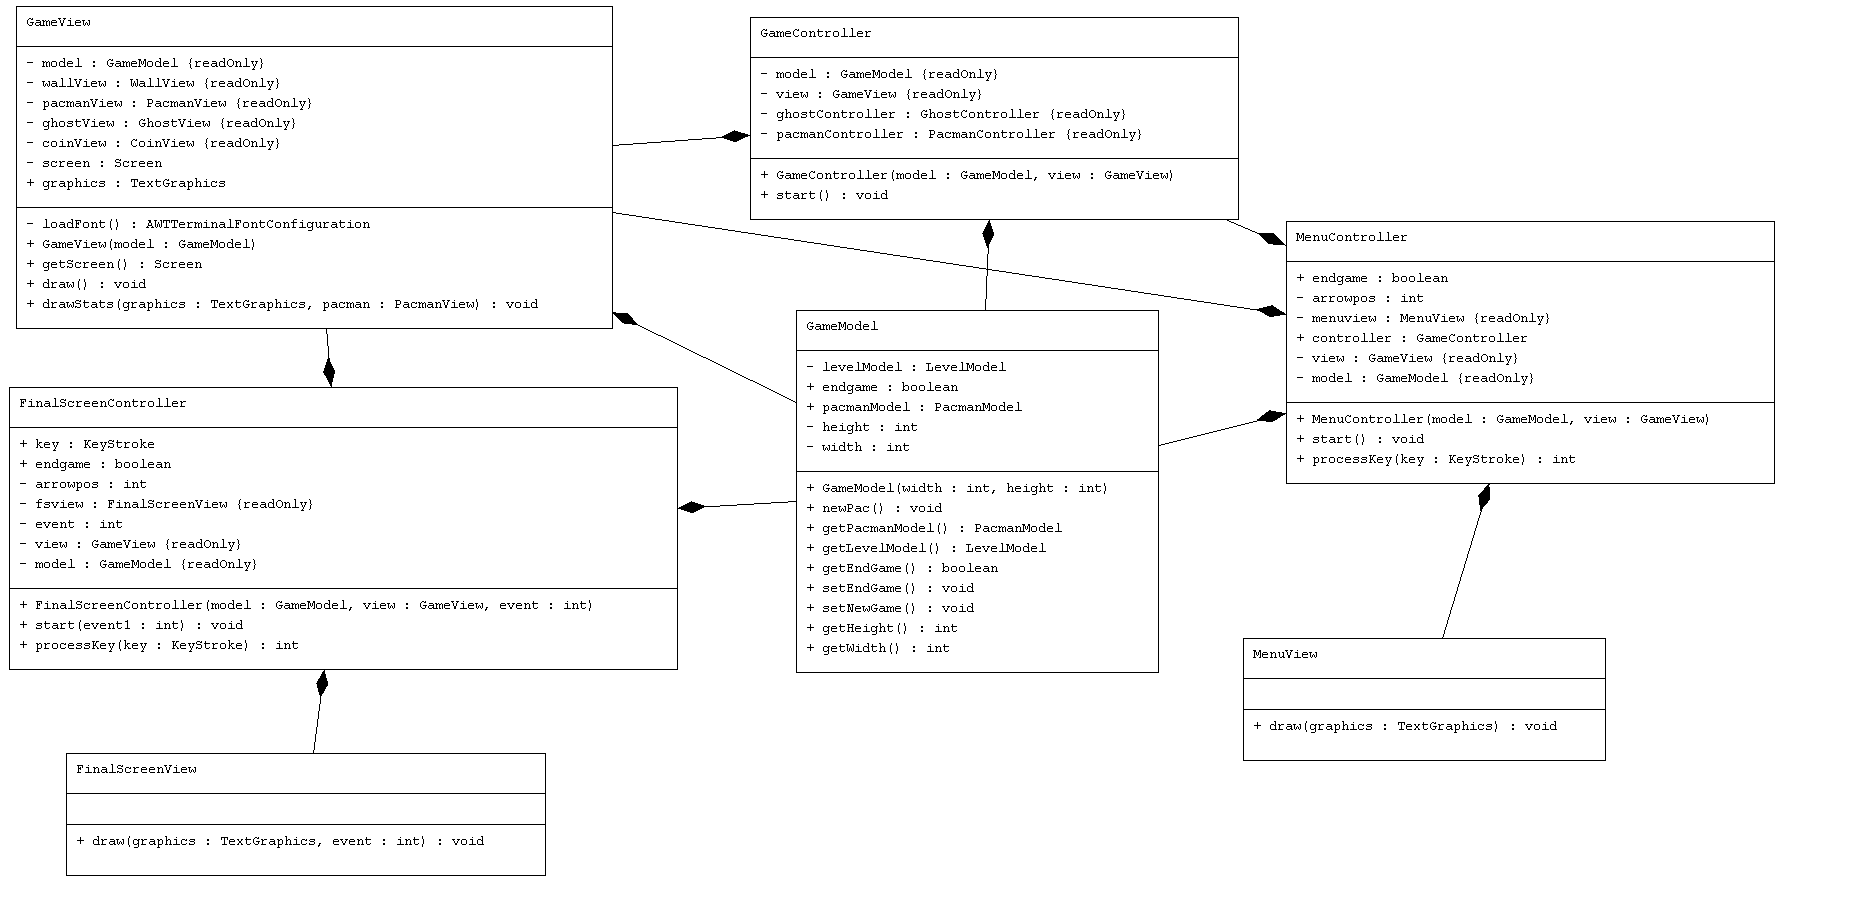 GameView
- model : GameModel {readOnly}
- wallView : WallView {readOnly}
- pacmanView : PacmanView {readOnly}
- ghostView : GhostView {readOnly}
- coinView : CoinView {readOnly}
- screen : Screen
+ graphics : TextGraphics
- loadFont() : AWTTerminalFontConfiguration
+ GameView(model : GameModel)
+ getScreen() : Screen
+ draw() : void
+ drawStats(graphics : TextGraphics, pacman : PacmanView) : void
GameController
- model : GameModel {readOnly}
- view : GameView {readOnly}
- ghostController : GhostController {readOnly}
- pacmanController : PacmanController {readOnly}
+ GameController(model : GameModel, view : GameView)
+ start() : void
MenuController
+ endgame : boolean
- arrowpos : int
- menuview : MenuView {readOnly}
+ controller : GameController
- view : GameView {readOnly}
- model : GameModel {readOnly}
+ MenuController(model : GameModel, view : GameView)
+ start() : void
+ processKey(key : KeyStroke) : int
GameModel
- levelModel : LevelModel
+ endgame : boolean
+ pacmanModel : PacmanModel
- height : int
- width : int
+ GameModel(width : int, height : int)
+ newPac() : void
+ getPacmanModel() : PacmanModel
+ getLevelModel() : LevelModel
+ getEndGame() : boolean
+ setEndGame() : void
+ setNewGame() : void
+ getHeight() : int
+ getWidth() : int
FinalScreenController
+ key : KeyStroke
+ endgame : boolean
- arrowpos : int
- fsview : FinalScreenView {readOnly}
- event : int
- view : GameView {readOnly}
- model : GameModel {readOnly}
+ FinalScreenController(model : GameModel, view : GameView, event : int)
+ start(event1 : int) : void
+ processKey(key : KeyStroke) : int
MenuView
+ draw(graphics : TextGraphics) : void
FinalScreenView
+ draw(graphics : TextGraphics, event : int) : void